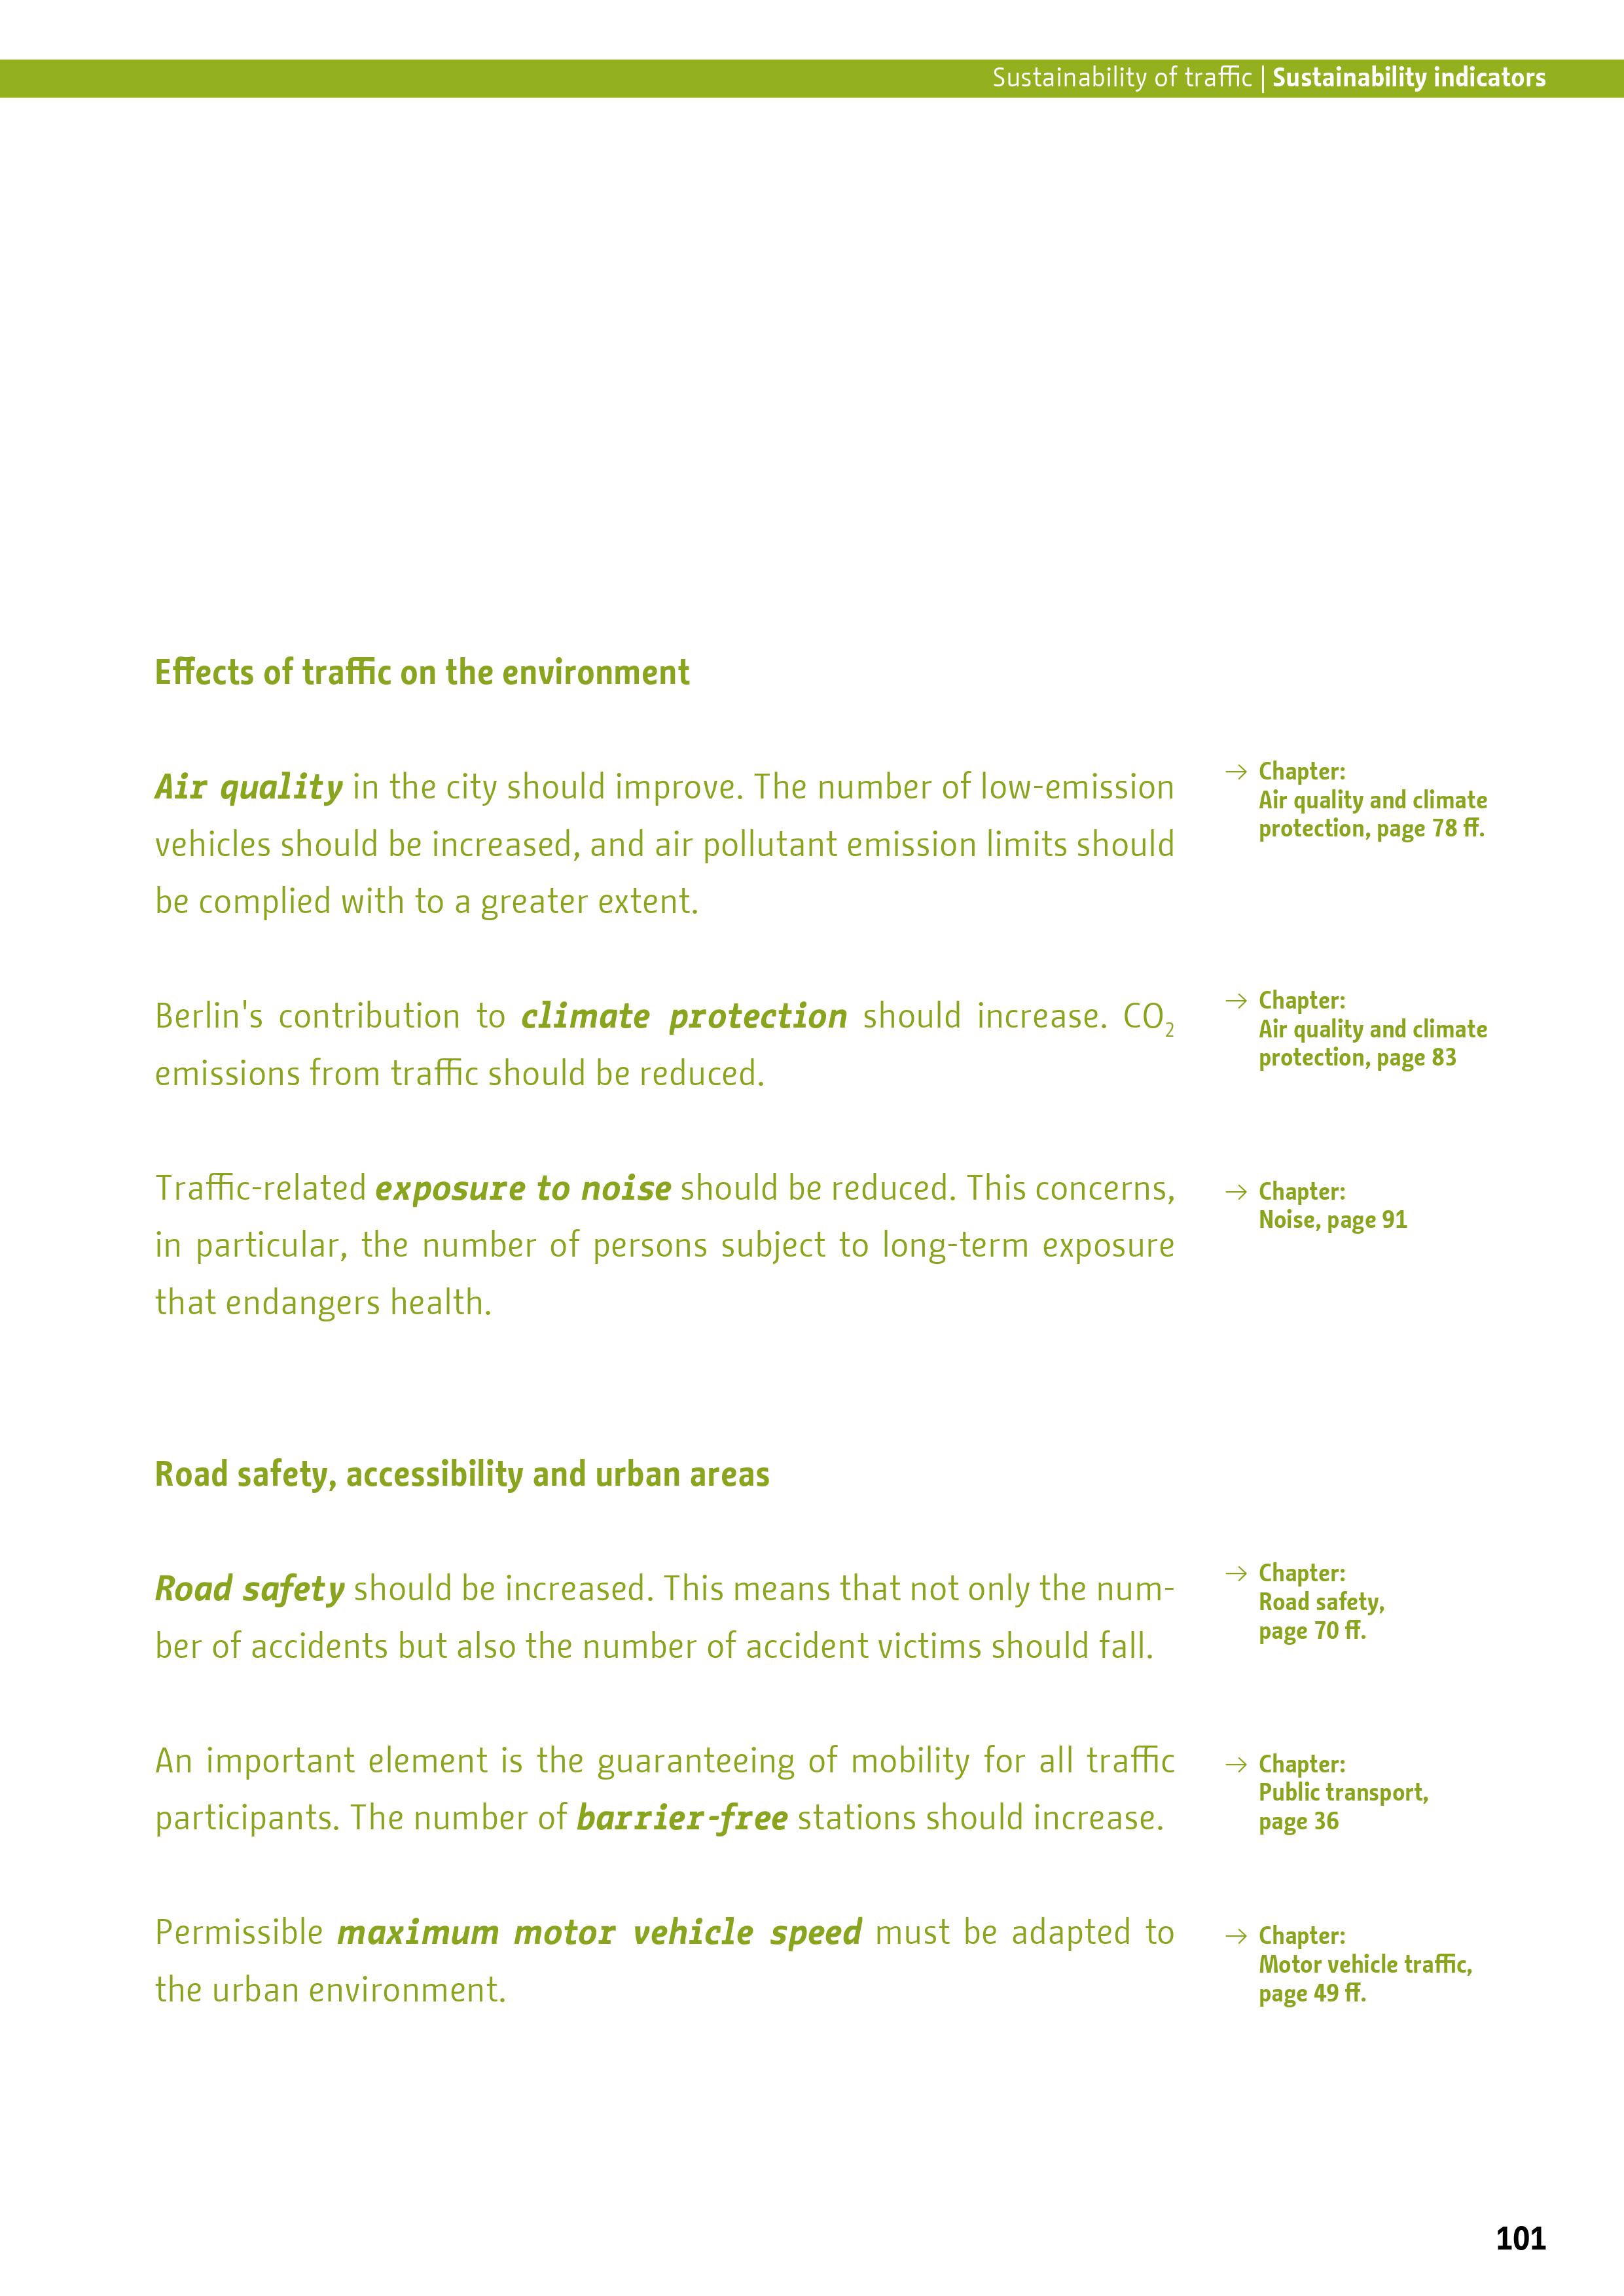 Sustainability of traffic | Sustainability indicators
Effects of traffic on the environment
Air quality in the city should improve. The number of low-emission
vehicles should be increased, and air pollutant emission limits should
be complied with to a greater extent.
→ Chapter:
Air quality and climate
protection, page 78 ff.
Berlin's contribution to climate protection should increase. CO₂
emissions from traffic should be reduced.
→ Chapter:
Air quality and climate
protection, page 83
Traffic-related exposure to noise should be reduced. This concerns,
in particular, the number of persons subject to long-term exposure
that endangers health.
→ Chapter:
Noise, page 91
Road safety, accessibility and urban areas
Road safety should be increased. This means that not only the num-
ber of accidents but also the number of accident victims should fall.
→ Chapter:
Road safety,
page 70 ff.
An important element is the guaranteeing of mobility for all traffic
participants. The number of barrier-free stations should increase.
→ Chapter:
Public transport,
page 36
Permissible maximum motor vehicle speed must be adapted to
the urban environment.
→ Chapter:
Motor vehicle traffic,
page 49 ff.
101